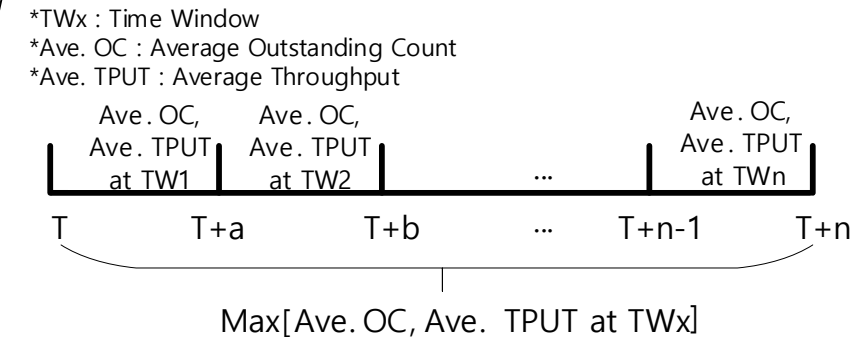 *TWx : Time Window
*Ave. OC : Average Outstanding Count
*Ave. TPUT : Average Throughput
Ave. OC, Ave. TPUT at TW1
Ave. OC, Ave. TPUT at TW2
...
Ave. OC, Ave. TPUT at TWn
T T+a T+b ... T+n-1 T+n
Max[Ave. OC, Ave. TPUT at TWx]